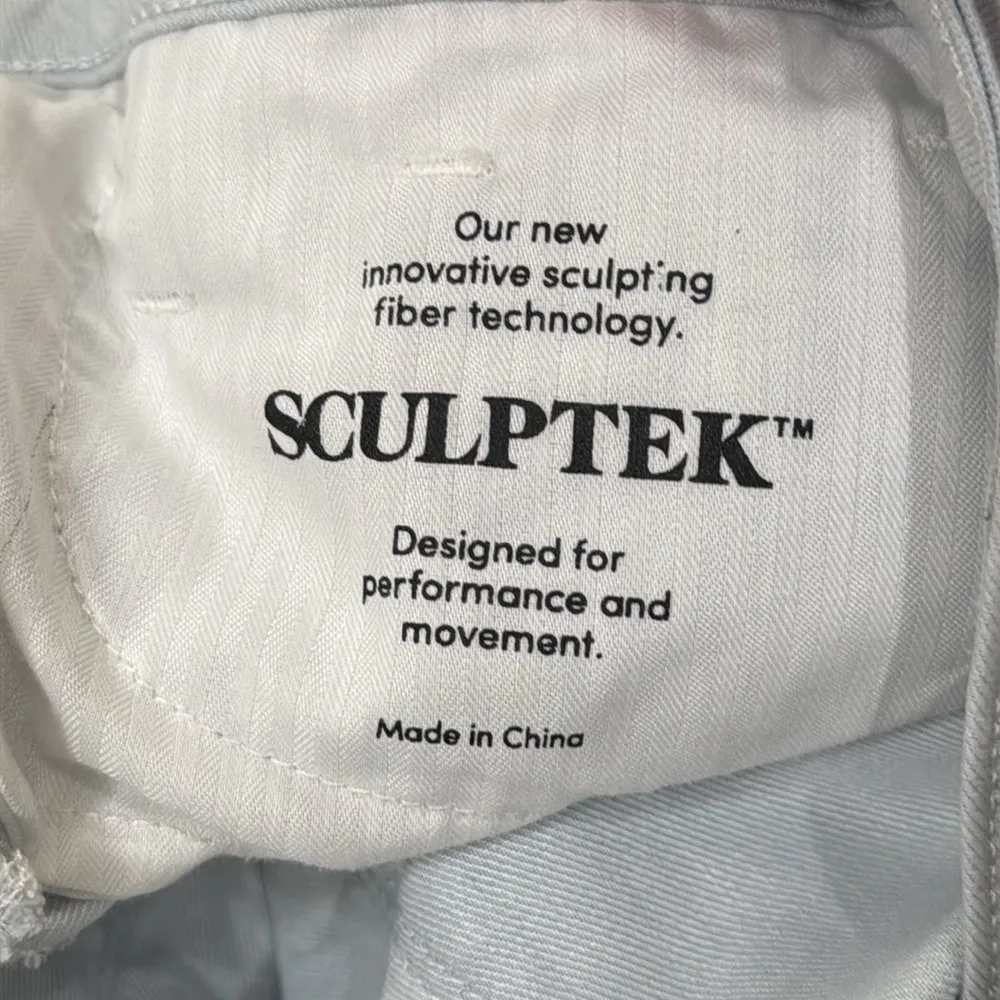 Our new
innovative sculpting
fiber technology.
SCULPTEK™
Designed for
performance and
movement.
Made in China